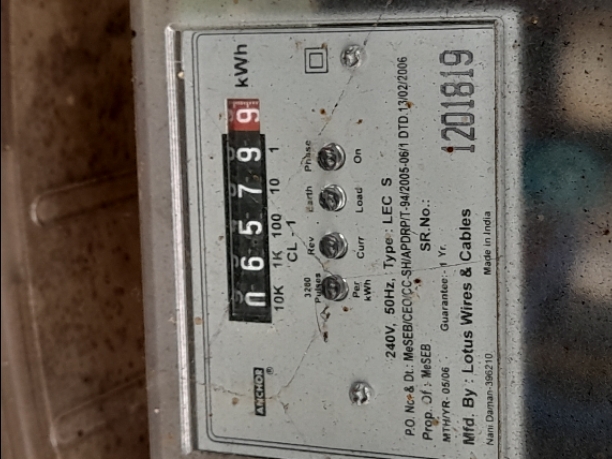 ANCHOR ®
0 6 5 7 9 9 kWh
10K 1K 100 10 1
CL - 1
3200 Pulses Rev Earth Phase
Per kWh Curr Load On
240V, 50Hz, Type : LEC S
P.O. No. & Dt.: MeSEB/CEO/CC-SH/APDRP/T-94/2005-06/1 DTD.13/02/2006
Prop. Of : MeSEB SR.No.: 1201819
MTH/YR- 05/06 Guarantee:- 1 Yr.
Mfd. By : Lotus Wires & Cables
Nani Daman-396210 Made in India